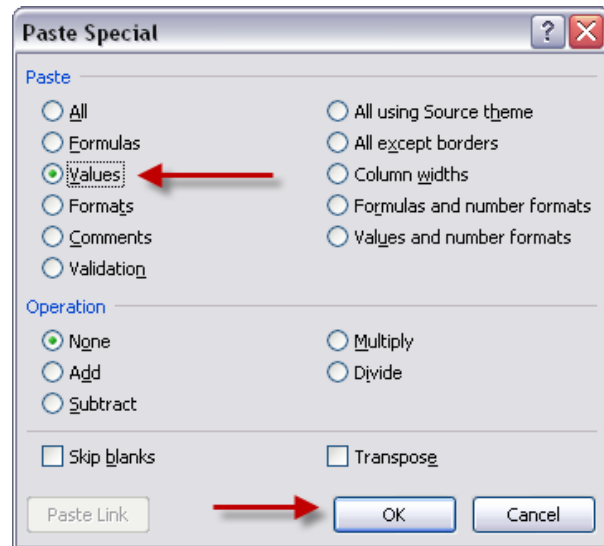 Paste Special
Paste
All
Formulas
Values
Formats
Comments
Validation
All using Source theme
All except borders
Column widths
Formulas and number formats
Values and number formats
Operation
None
Add
Subtract
Multiply
Divide
Skip blanks
Transpose
Paste Link
OK
Cancel